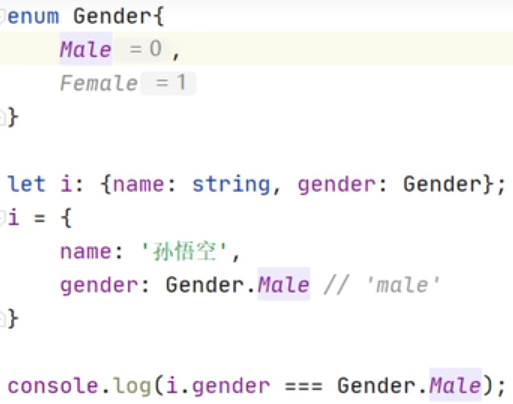 enum Gender{
    Male = 0 ,
    Female = 1
}

let i: {name: string, gender: Gender};
i = {
    name: '孙悟空',
    gender: Gender.Male // 'male'
}

console.log(i.gender === Gender.Male);